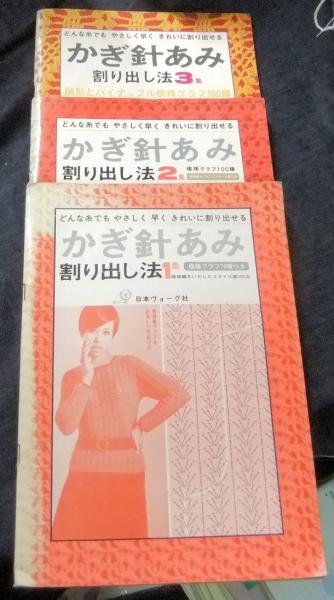 どんな糸でも やさしく早く きれいに割り出せる
かぎ針あみ
割り出し法3集
円形とパイナップル模様グラフ100種
どんな糸でも やさしく早く きれいに割り出せる
かぎ針あみ
割り出し法2集
模様グラフ100種
どんな糸でも やさしく 早く きれいに割り出せる
かぎ針あみ
割り出し法1集
模様グラフ70種つき
日本ヴォーグ社